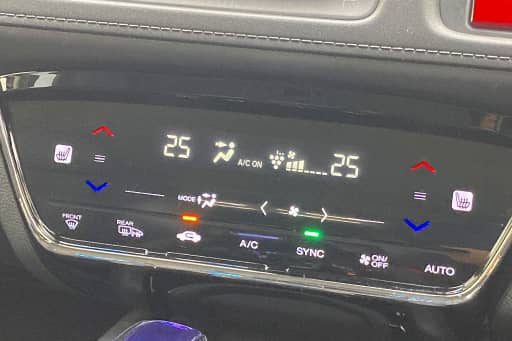 25 A/C ON 25
MODE
FRONT
REAR
A/C
SYNC
ON/
OFF
AUTO